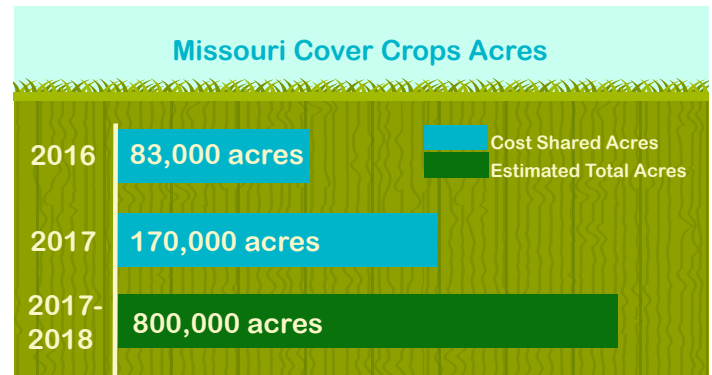 Missouri Cover Crops Acres
Cost Shared Acres
Estimated Total Acres
2016
83,000 acres
2017
170,000 acres
2017-
2018
800,000 acres